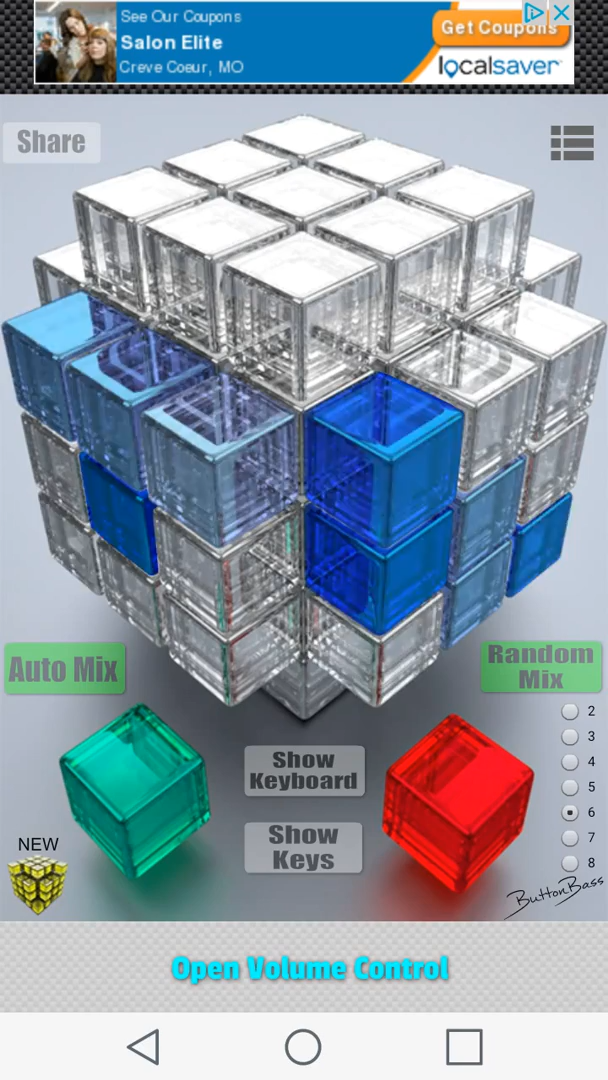 See Our Coupons
Salon Elite
Creve Coeur, MO
Get Coupons
localsaver
Share
Auto Mix
Random
Mix
2
3
4
5
6
7
8
Show
Keyboard
Show
Keys
NEW
ButtonBass
Open Volume Control